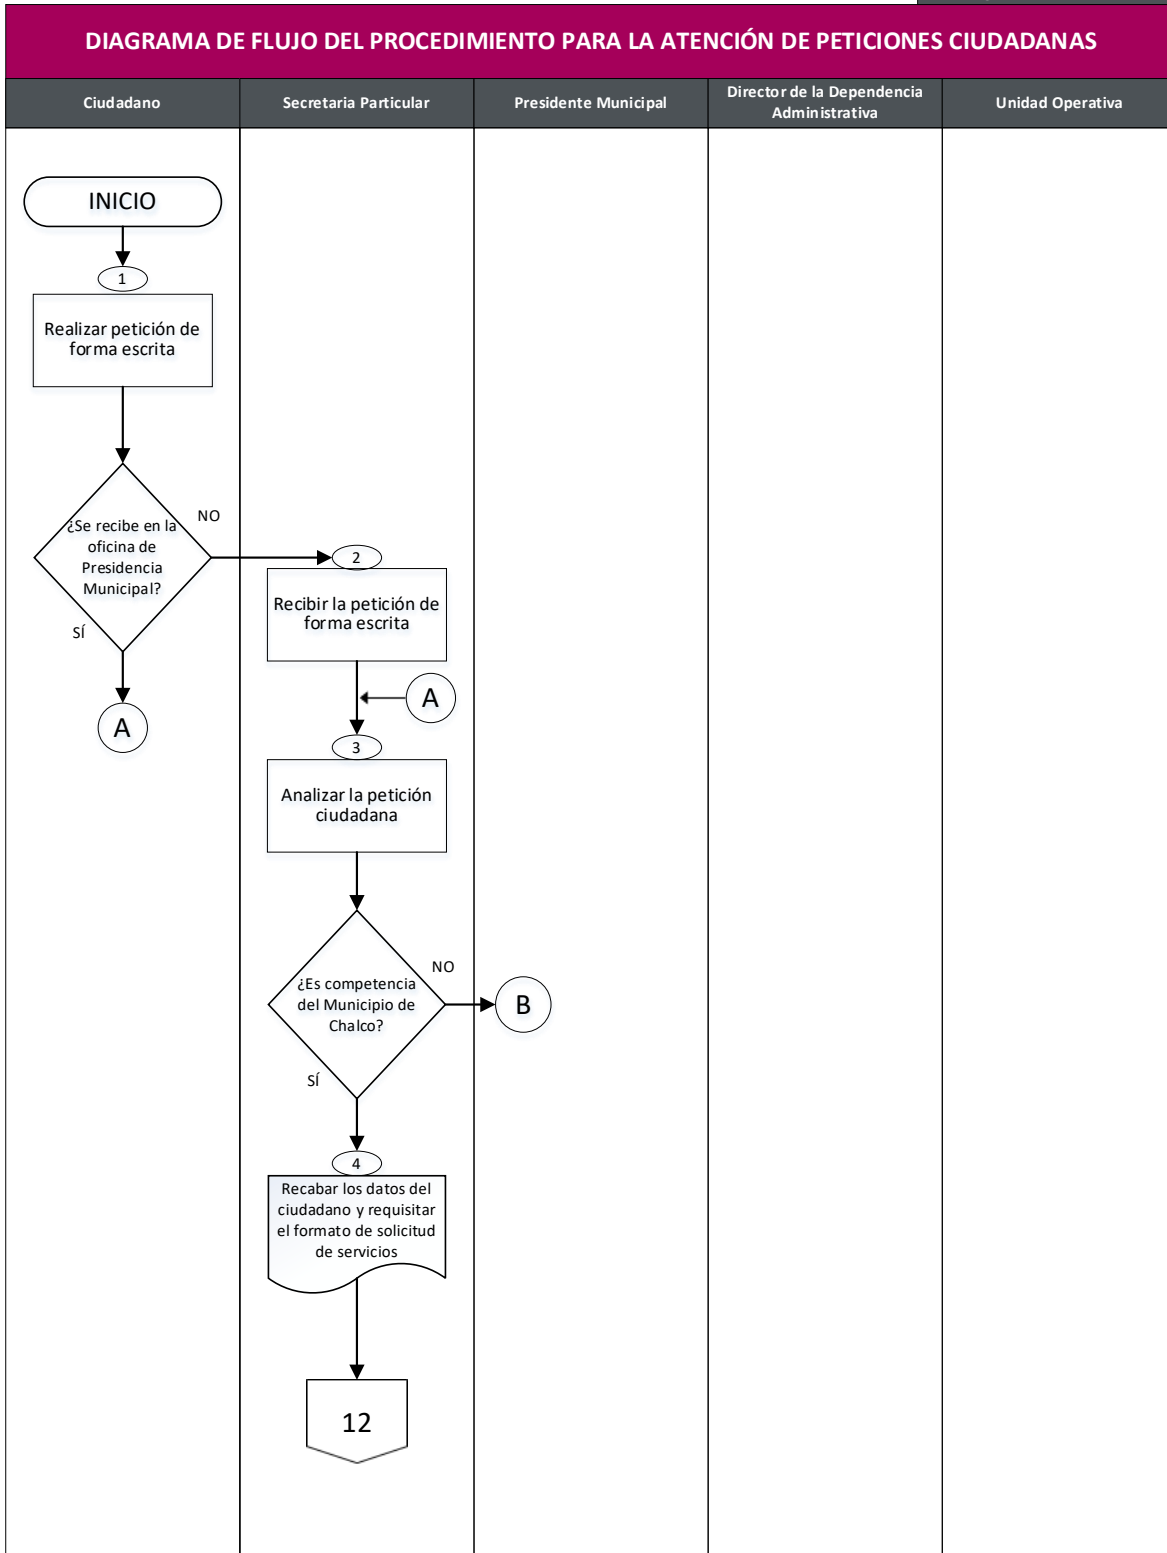 DIAGRAMA DE FLUJO DEL PROCEDIMIENTO PARA LA ATENCIÓN DE PETICIONES CIUDADANAS
Ciudadano
Secretaria Particular
Presidente Municipal
Director de la Dependencia
Administrativa
Unidad Operativa
INICIO
1
Realizar petición de
forma escrita
¿Se recibe en la
oficina de
Presidencia
Municipal?
NO
SÍ
A
2
Recibir la petición de
forma escrita
A
3
Analizar la petición
ciudadana
¿Es competencia
del Municipio de
Chalco?
NO
B
SÍ
4
Recabar los datos del
ciudadano y requisitar
el formato de solicitud
de servicios
12